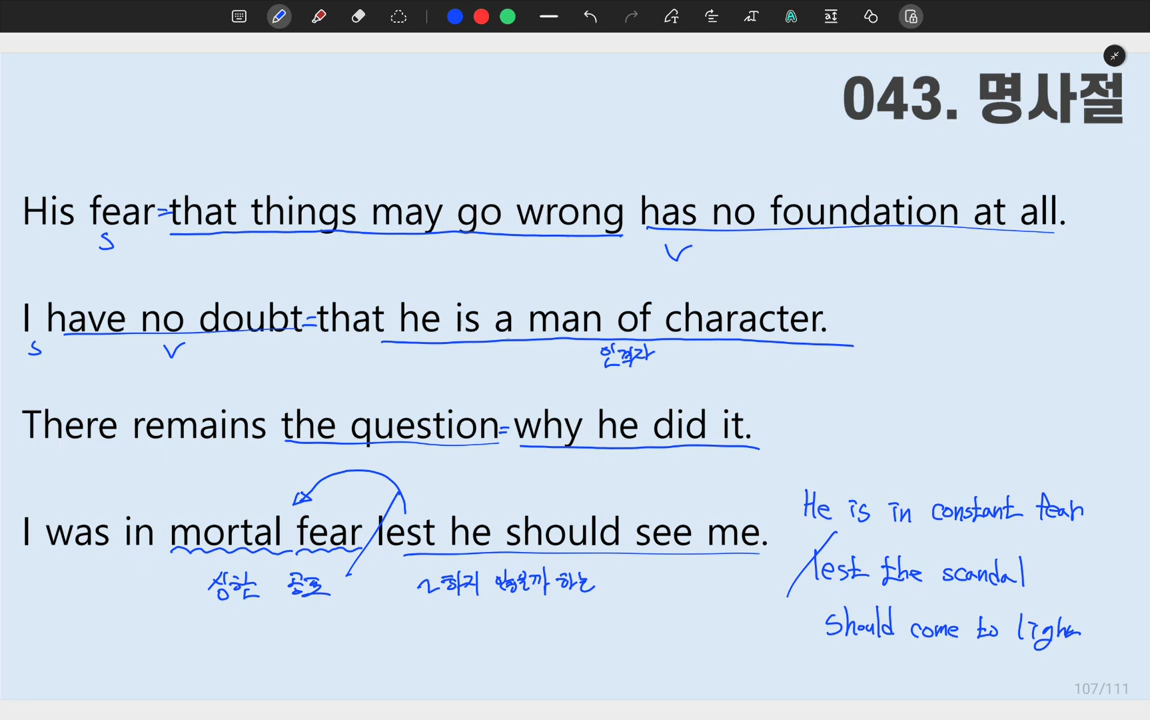 043. 명사절
His fear=that things may go wrong has no foundation at all.
S V
I have no doubt=that he is a man of character.
S V 인격자
There remains the question=why he did it.
I was in mortal fear lest he should see me.
심한 공포 ~하지 않을까 하는
He is in constant fear
lest the scandal
should come to light
107/111